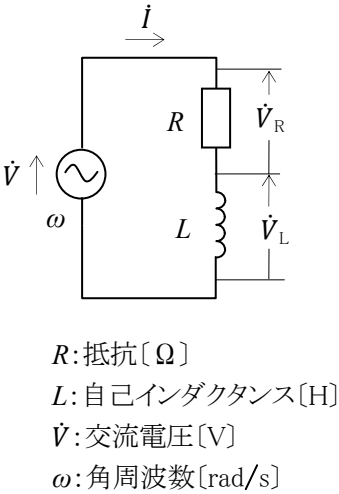 İ
R
V̇R
V̇
ω
L
V̇L
R:抵抗〔Ω〕
L:自己インダクタンス〔H〕
V̇:交流電圧〔V〕
ω:角周波数〔rad/s〕